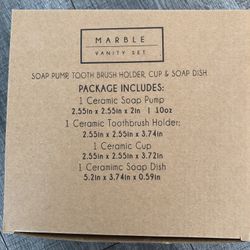 MARBLE
VANITY SET
SOAP PUMP, TOOTH BRUSH HOLDER, CUP & SOAP DISH
PACKAGE INCLUDES:
1 Ceramic Soap Pump
2.55in x 2.55in x 2in | 10oz
1 Ceramic Toothbrush Holder:
2.55in x 2.55in x 3.74in
1 Ceramic Cup
2.55in x 2.55in x 3.72in
1 Ceramimc Soap Dish
5.2in x 3.74in x 0.59in